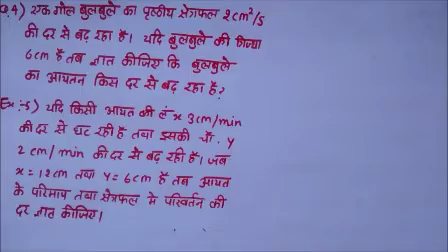 Q.4) एक गोल बुलबुले का पृष्ठीय क्षेत्रफल 2cm²/s
की दर से बढ़ रहा है। यदि बुलबुले की त्रिज्या
6cm है तब ज्ञात कीजिए कि बुलबुले
का आयतन किस दर से बढ़ रहा है?
Ex:-5) यदि किसी आयत की लं x 3cm/min
की दर से घट रही है तथा इसकी चौ. y
2 cm/min की दर से बढ़ रही है। जब
x=12cm तथा y=6cm है तब आयत
के परिमाप तथा क्षेत्रफल मे परिवर्तन की
दर ज्ञात कीजिए।